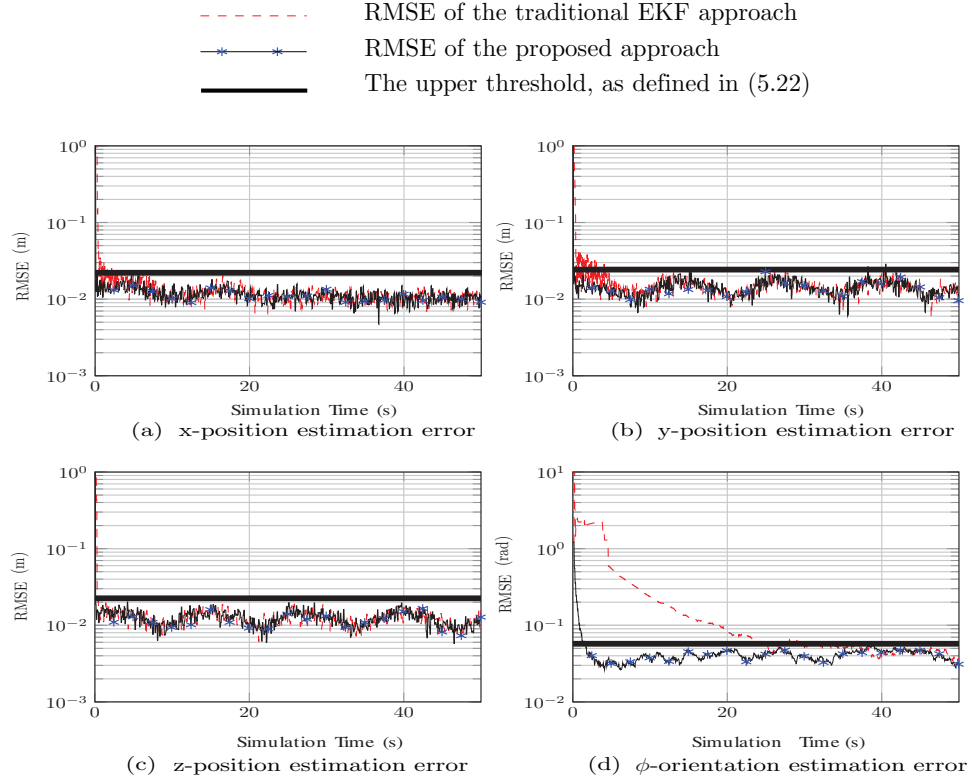 RMSE of the traditional EKF approach
RMSE of the proposed approach
The upper threshold, as defined in (5.22)
10^0
10^−1
10^−2
10^−3
RMSE (m)
0
20
40
Simulation Time (s)
(a) x-position estimation error
10^0
10^−1
10^−2
10^−3
RMSE (m)
0
20
40
Simulation Time (s)
(b) y-position estimation error
10^0
10^−1
10^−2
10^−3
RMSE (m)
0
20
40
Simulation Time (s)
(c) z-position estimation error
10^1
10^0
10^−1
10^−2
RMSE (rad)
0
20
40
Simulation Time (s)
(d) ϕ-orientation estimation error